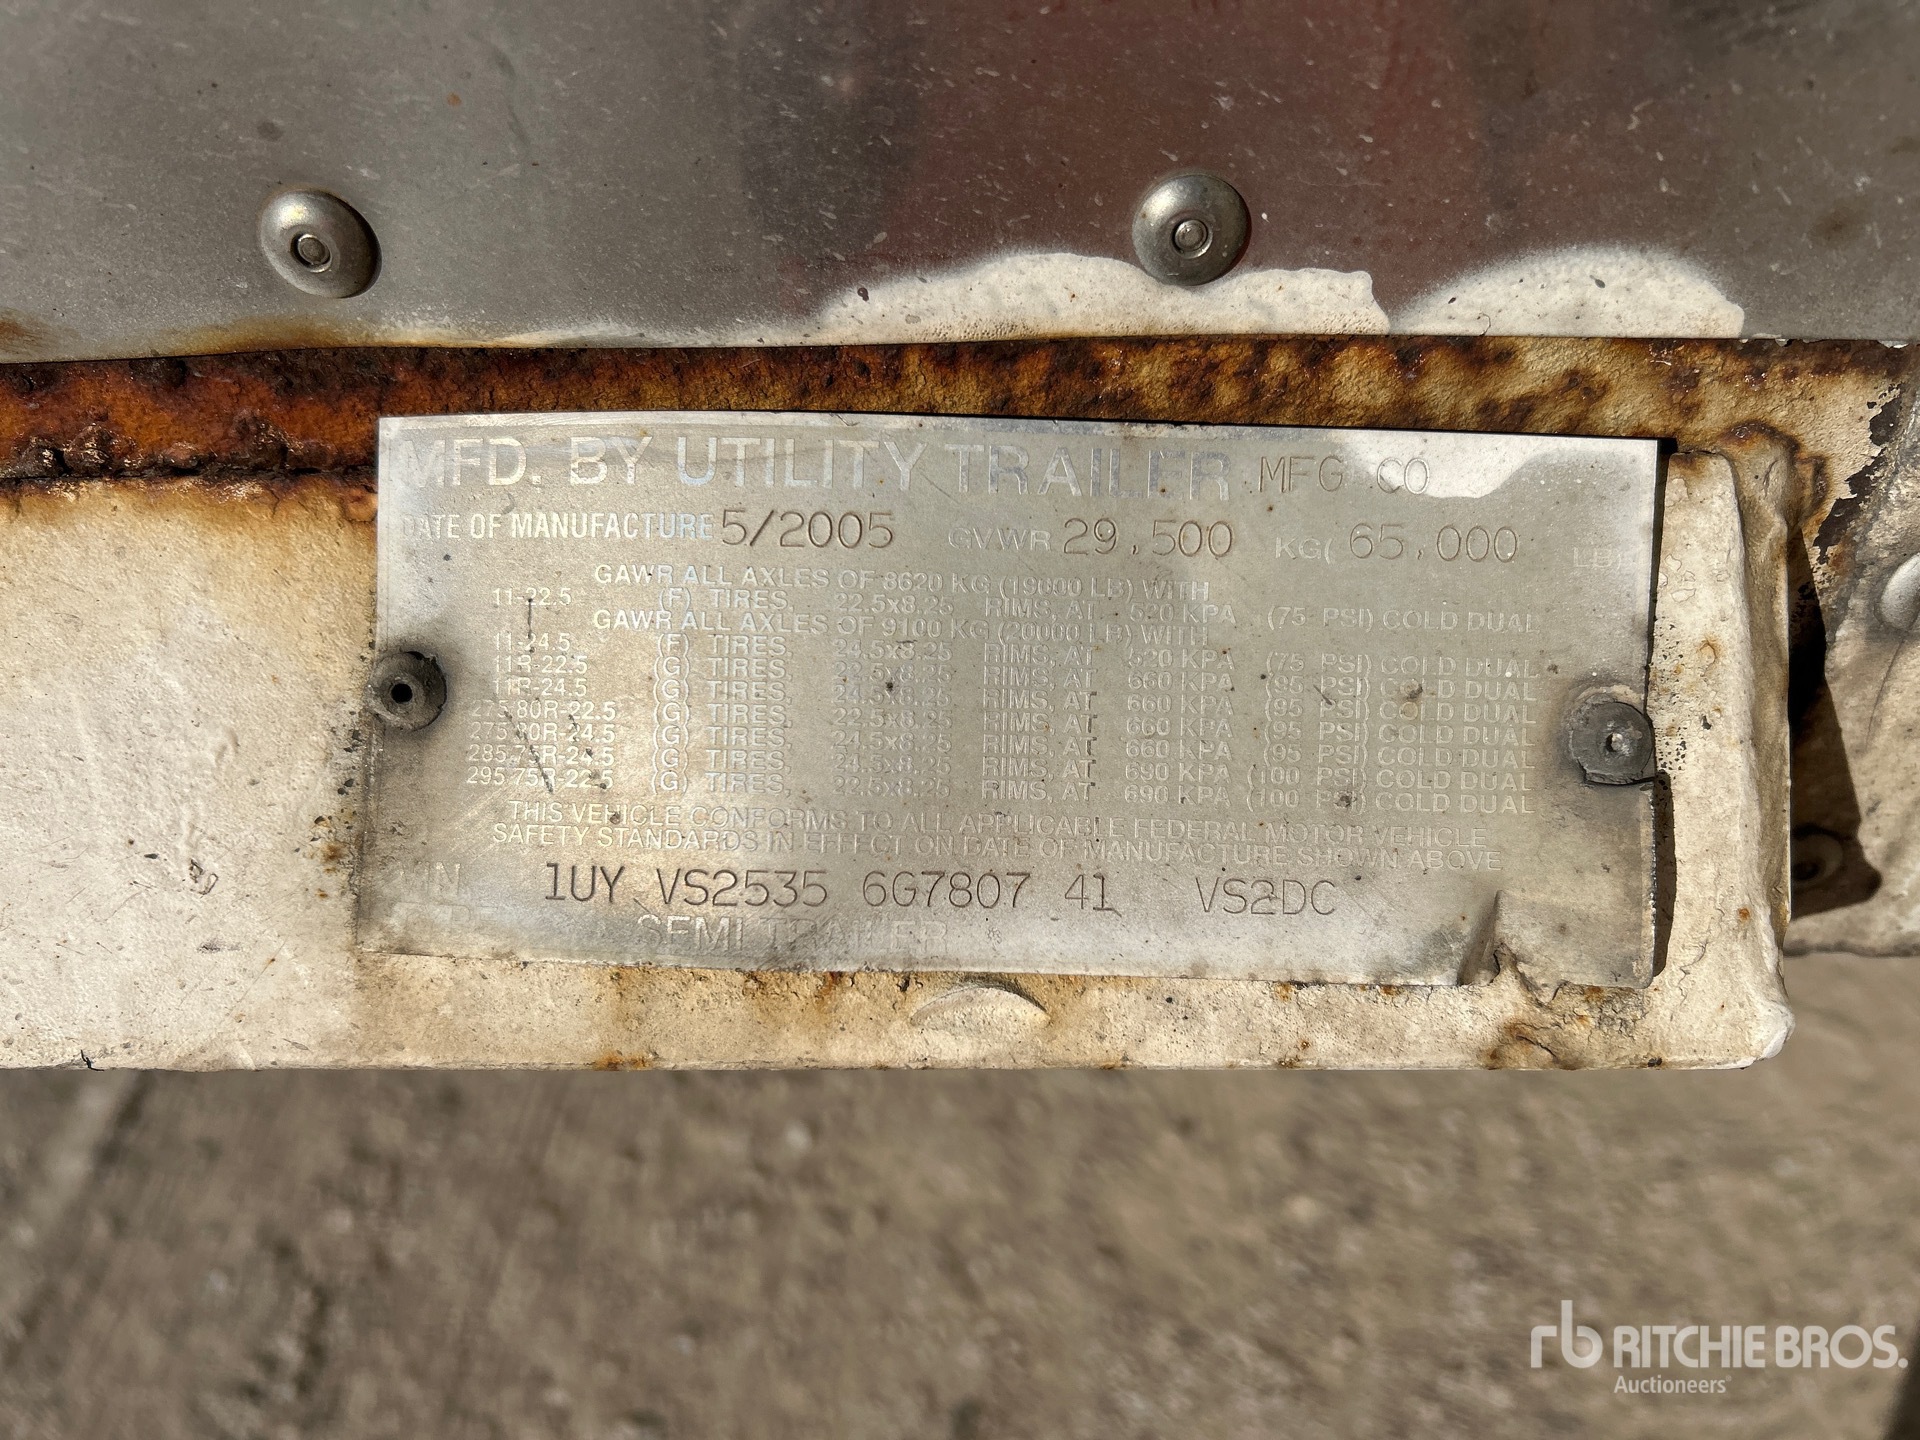 MFD. BY UTILITY TRAILER MFG CO
DATE OF MANUFACTURE 5/2005 GVWR 29,500 KG( 65,000 LB)
GAWR ALL AXLES OF 8620 KG (19000 LB) WITH
11-22.5 (F) TIRES, 22.5x8.25 RIMS, AT 520 KPA (75 PSI) COLD DUAL
GAWR ALL AXLES OF 9100 KG (20000 LB) WITH
11-24.5 (F) TIRES, 24.5x8.25 RIMS, AT 520 KPA (75 PSI) COLD DUAL
11R-22.5 (G) TIRES, 22.5x8.25 RIMS, AT 660 KPA (95 PSI) COLD DUAL
11R-24.5 (G) TIRES, 24.5x8.25 RIMS, AT 660 KPA (95 PSI) COLD DUAL
275/80R-22.5 (G) TIRES, 22.5x8.25 RIMS, AT 660 KPA (95 PSI) COLD DUAL
275/80R-24.5 (G) TIRES, 24.5x8.25 RIMS, AT 660 KPA (95 PSI) COLD DUAL
285/75R-24.5 (G) TIRES, 24.5x8.25 RIMS, AT 690 KPA (100 PSI) COLD DUAL
295/75R-22.5 (G) TIRES, 22.5x8.25 RIMS, AT 690 KPA (100 PSI) COLD DUAL
THIS VEHICLE CONFORMS TO ALL APPLICABLE FEDERAL MOTOR VEHICLE
SAFETY STANDARDS IN EFFECT ON DATE OF MANUFACTURE SHOWN ABOVE
V.I.N. 1UY VS2535 6G7807 41 VS2DC
SEMI TRAILER
rb RITCHIE BROS.
Auctioneers